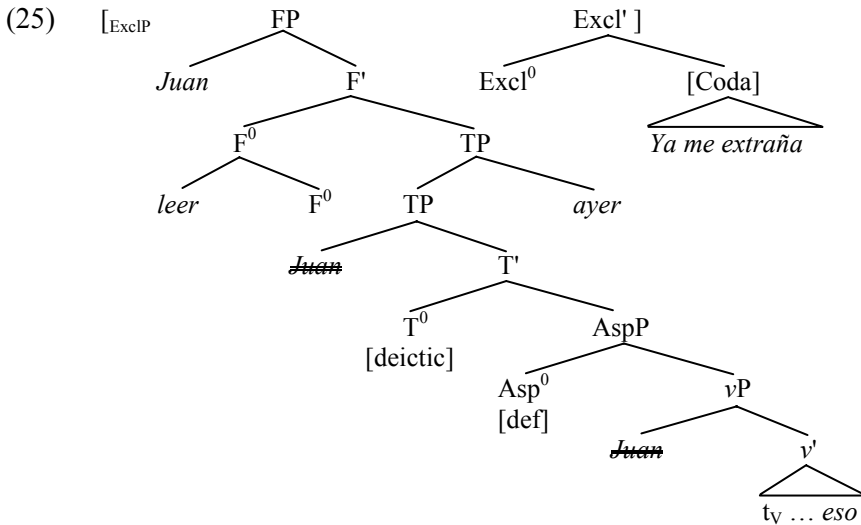 (25) [ExclP FP Excl' ]
Juan F' Excl⁰ [Coda]
F⁰ TP Ya me extraña
leer F⁰ TP ayer
Juan T'
T⁰ AspP
[deictic]
Asp⁰ vP
[def]
Juan v'
tV … eso